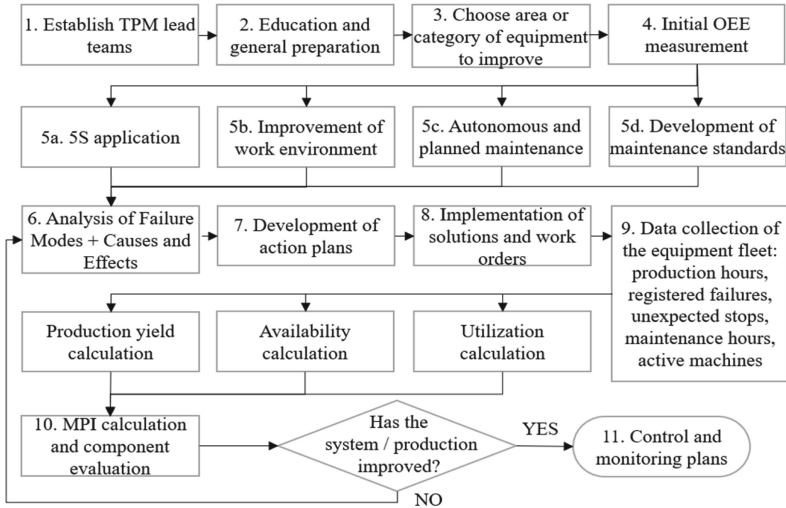 1. Establish TPM lead
teams
2. Education and
general preparation
3. Choose area or
category of equipment
to improve
4. Initial OEE
measurement
5a. 5S application
5b. Improvement of
work environment
5c. Autonomous and
planned maintenance
5d. Development of
maintenance standards
6. Analysis of Failure
Modes + Causes and
Effects
7. Development of
action plans
8. Implementation of
solutions and work
orders
9. Data collection of
the equipment fleet:
production hours,
registered failures,
unexpected stops,
maintenance hours,
active machines
Production yield
calculation
Availability
calculation
Utilization
calculation
10. MPI calculation
and component
evaluation
Has the
system / production
improved?
YES
11. Control and
monitoring plans
NO